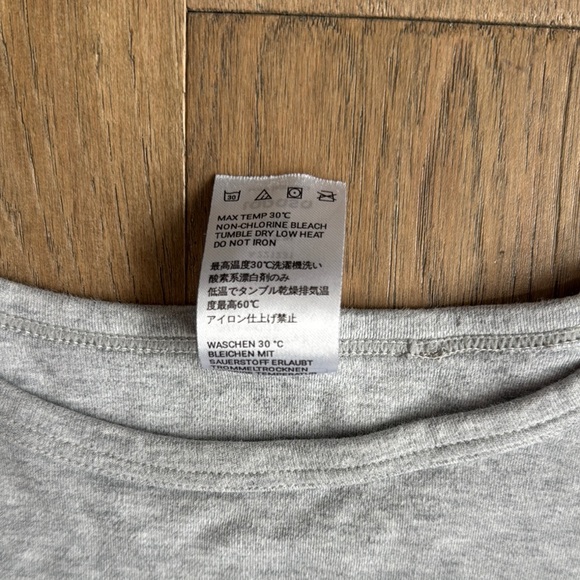 30
MAX TEMP 30℃
NON-CHLORINE BLEACH
TUMBLE DRY LOW HEAT
DO NOT IRON
最高温度30℃洗濯機洗い
酸素系漂白剤のみ
低温でタンブル乾燥排気温
度最高60℃
アイロン仕上げ禁止
WASCHEN 30 °C
BLEICHEN MIT
SAUERSTOFF ERLAUBT
TROMMELTROCKNEN
TEMPERATUR